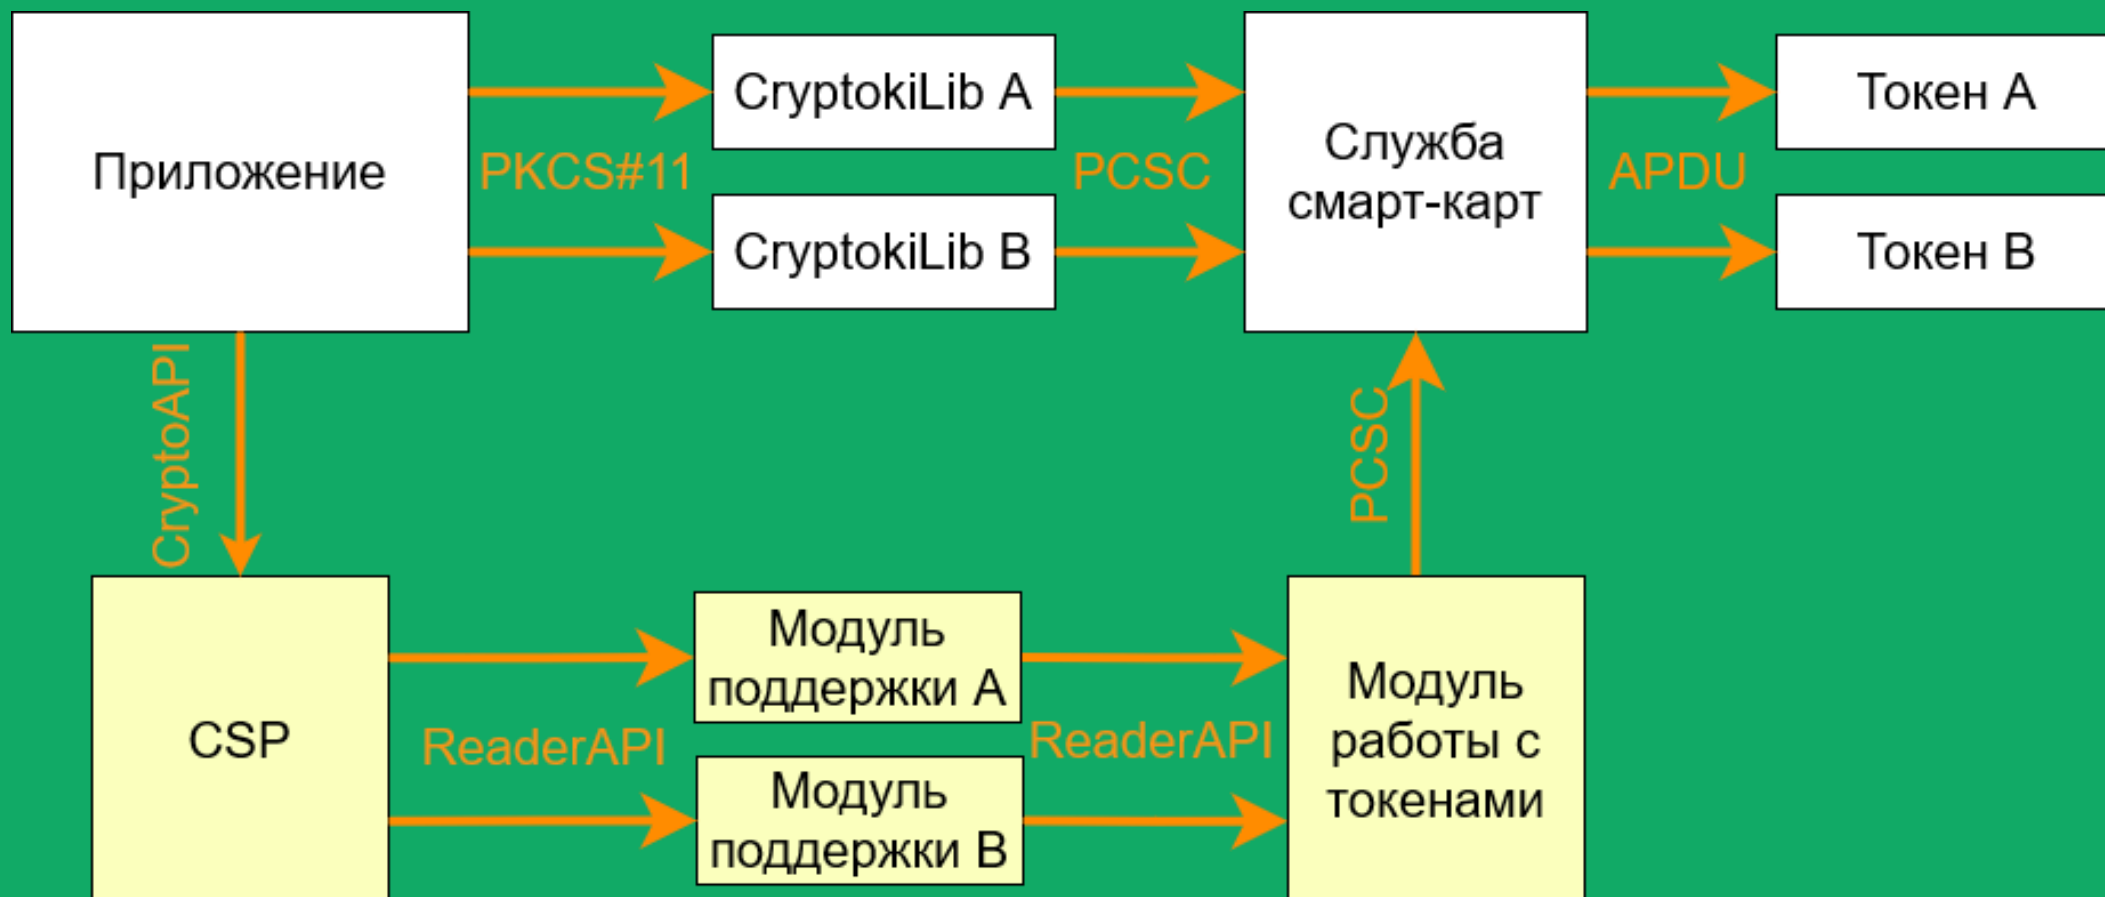 Приложение
PKCS#11
CryptokiLib A
CryptokiLib B
PCSC
Служба
смарт-карт
APDU
Токен A
Токен B
CryptoAPI
PCSC
CSP
ReaderAPI
Модуль
поддержки A
Модуль
поддержки B
ReaderAPI
Модуль
работы с
токенами